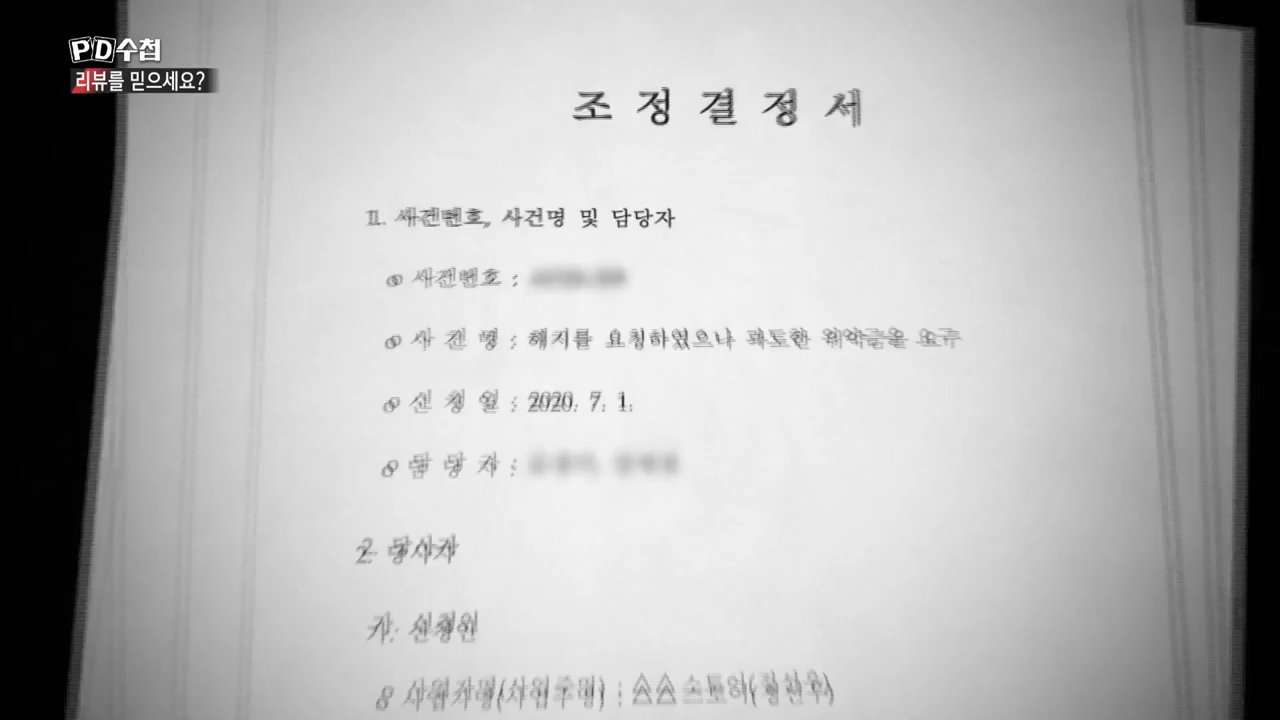 PD수첩
리뷰를 믿으세요?
조 정 결 정 서
1. 사건번호, 사건명 및 담당자
o 사건번호 :
o 사 건 명 : 해지를 요청하였으나 과도한 위약금을 요구
o 신 청 일 : 2020. 7. 1.
o 담 당 자 :
2. 당사자
가. 신청인
o 사업자명(사업주명) : △△스토어(